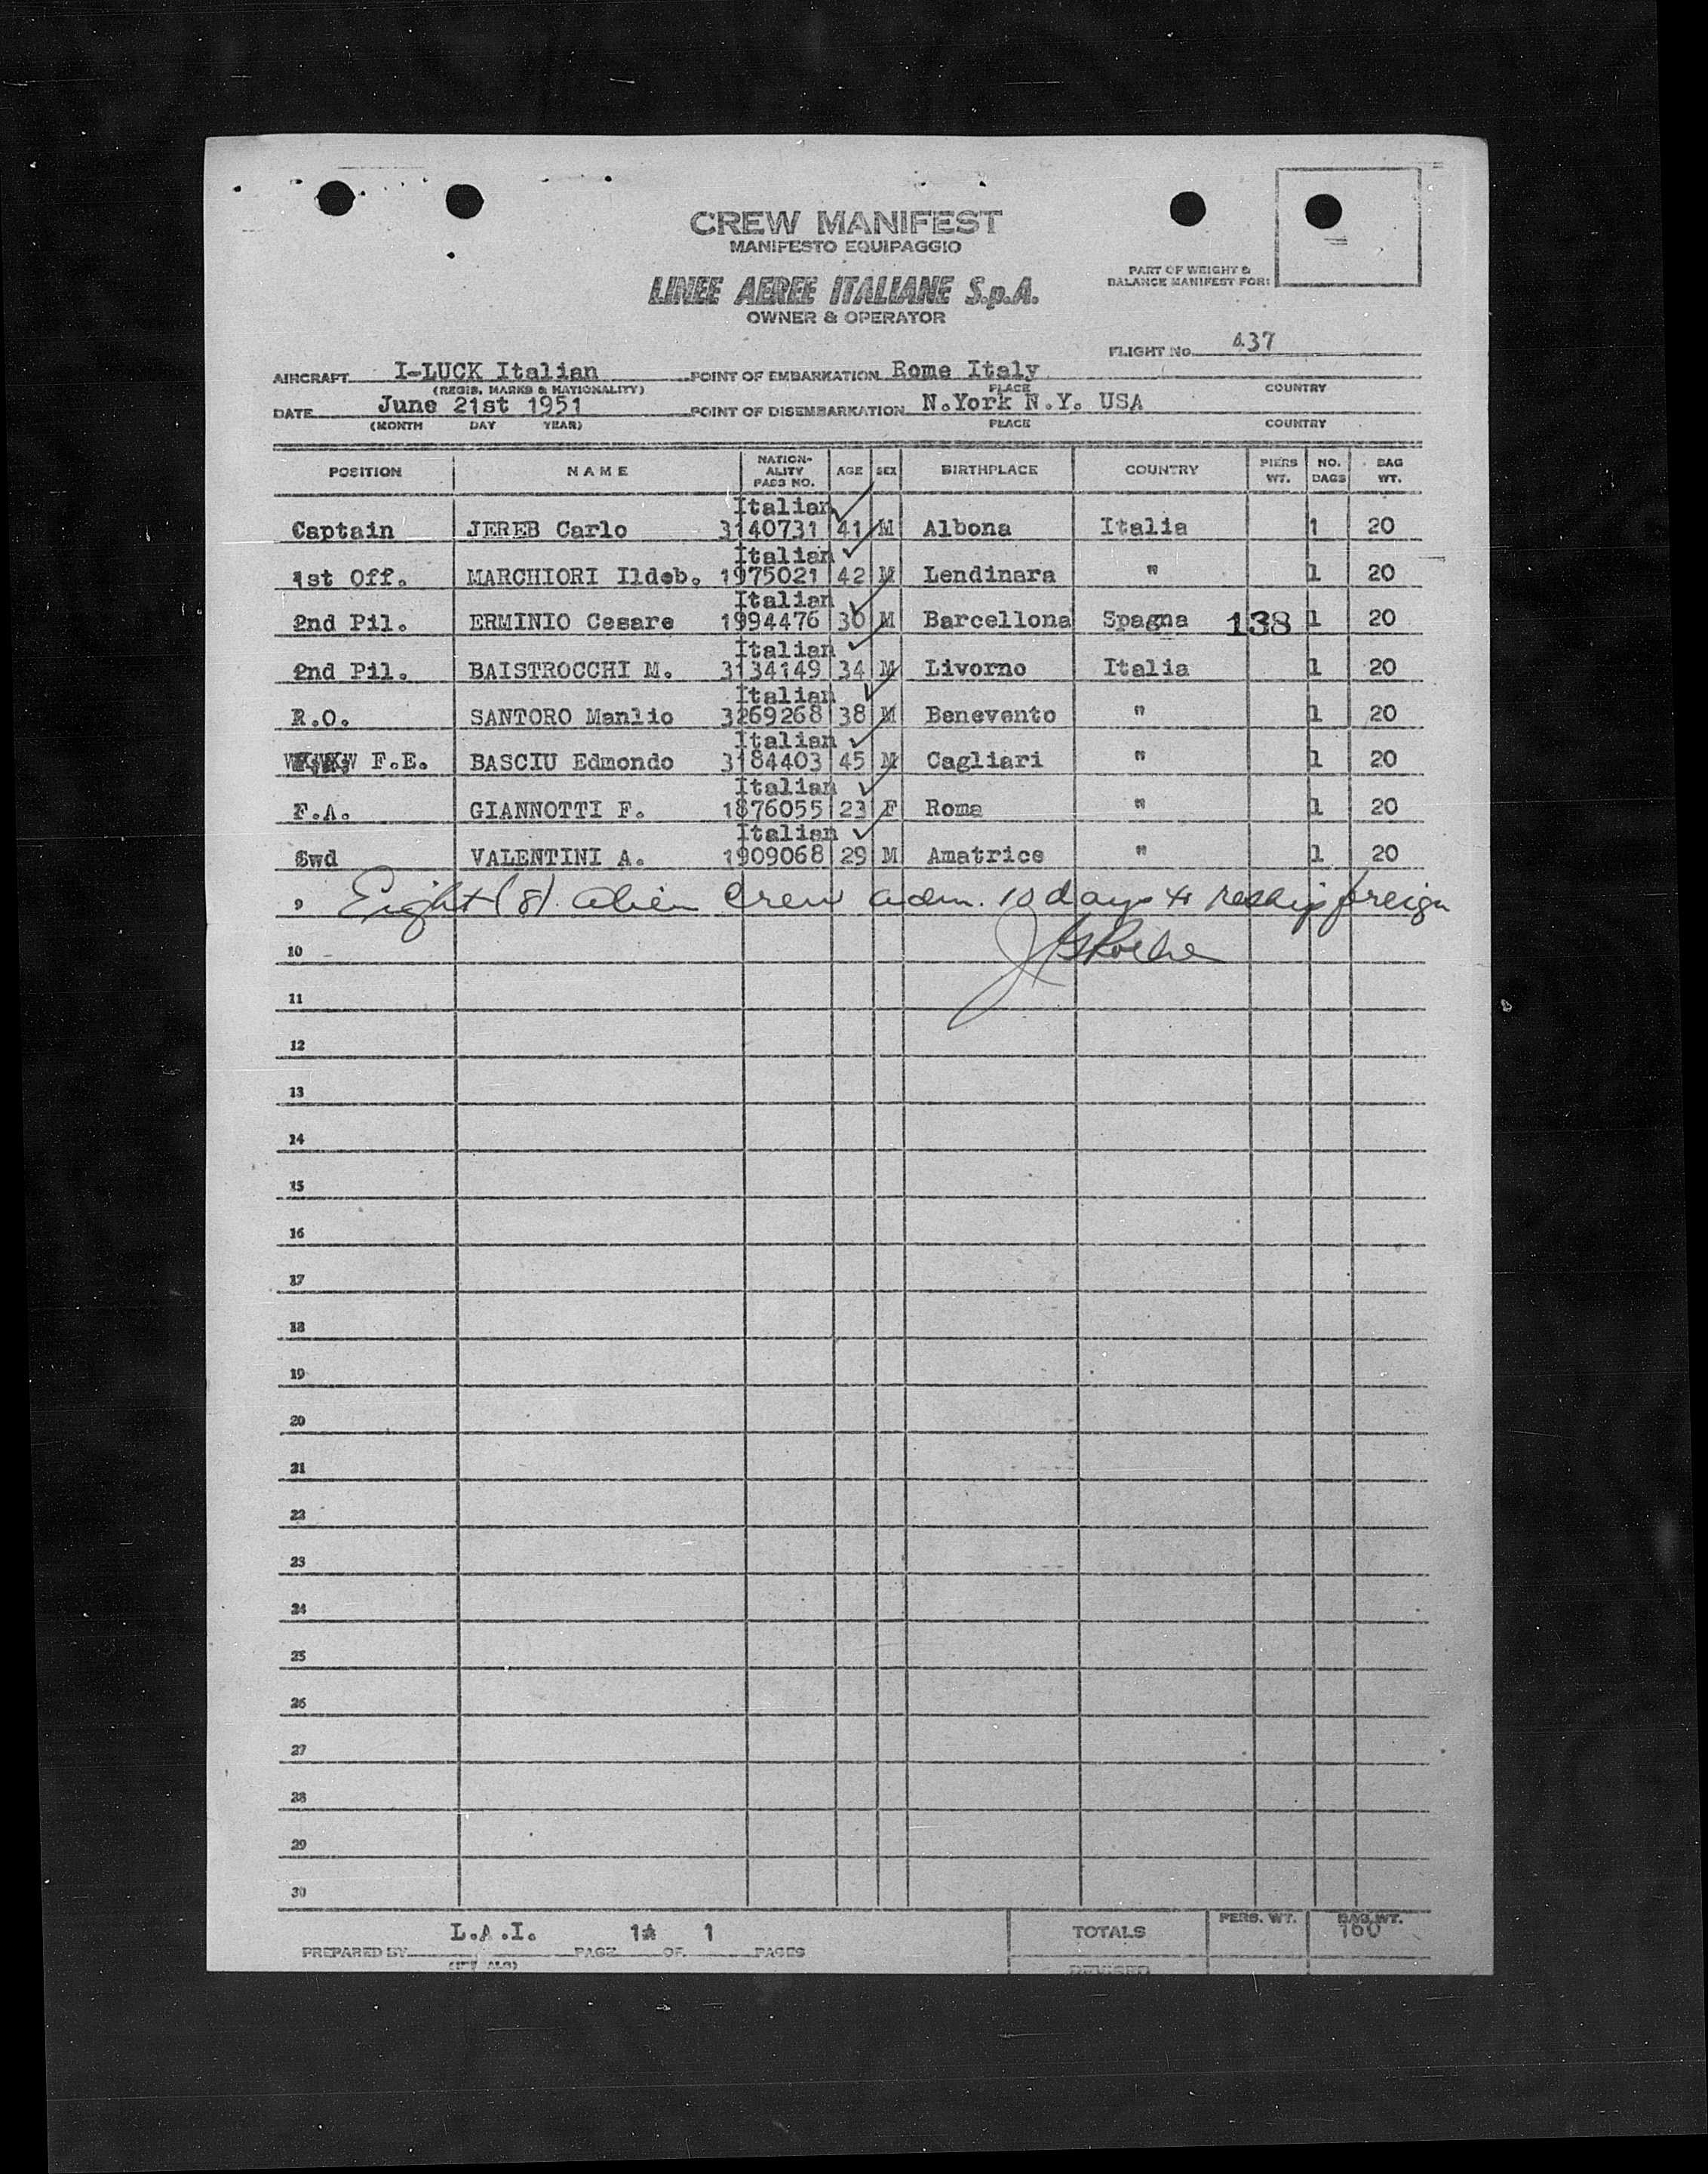 CREW MANIFEST
MANIFESTO EQUIPAGGIO
LINEE AEREE ITALIANE S.p.A.
OWNER & OPERATOR
PART OF WEIGHT &
BALANCE MANIFEST FOR:
FLIGHT No 437
AIRCRAFT I-LUCK Italian POINT OF EMBARKATION Rome Italy
(REGIS. MARKS & NATIONALITY) PLACE COUNTRY
DATE June 21st 1951 POINT OF DISEMBARKATION N.York N.Y. USA
(MONTH DAY YEAR) PLACE COUNTRY
POSITION NAME NATION-ALITY PASS NO. AGE SEX BIRTHPLACE COUNTRY PIERS WT. NO. BAGS BAG WT.
Italian
Captain JEREB Carlo 3140731 41 M Albona Italia 1 20
Italian
1st Off. MARCHIORI Ildeb. 1975021 42 M Lendinara " 1 20
Italian
2nd Pil. ERMINIO Cesare 1994476 30 M Barcellona Spagna 138 1 20
Italian
2nd Pil. BAISTROCCHI M. 3134149 34 M Livorno Italia 1 20
Italian
R.O. SANTORO Manlio 3269268 38 M Benevento " 1 20
Italian
F.E. BASCIU Edmondo 3184403 45 M Cagliari " 1 20
Italian
F.A. GIANNOTTI F. 1876055 23 F Roma " 1 20
Italian
Swd VALENTINI A. 1909068 29 M Amatrice " 1 20
9 Eight (8) alien crew adm. 10 days & reship foreign
10
11
12
13
14
15
16
17
18
19
20
21
22
23
24
25
26
27
28
29
30
L.A.I. 1 1 TOTALS PERS. WT. BAG WT. 160
PREPARED BY PAGE OF PAGES